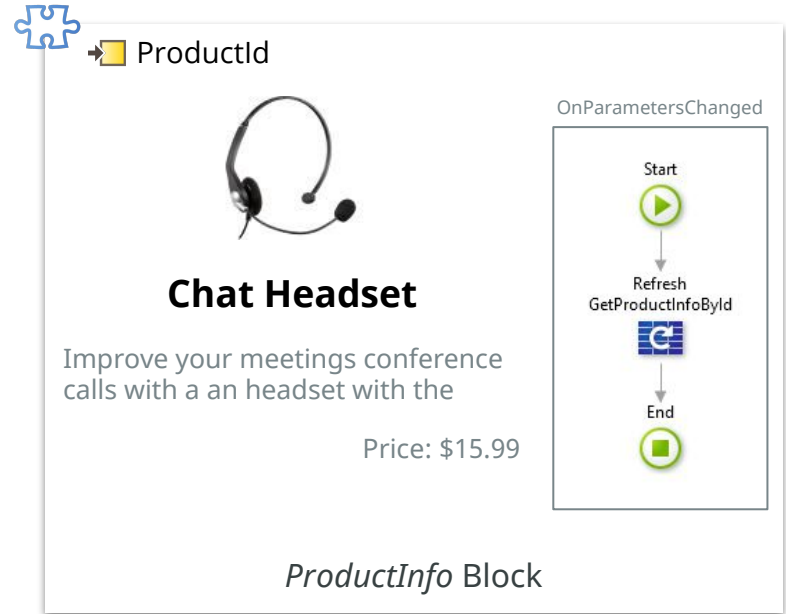 ProductId
OnParametersChanged
Start
Refresh
GetProductInfoById
End
Chat Headset
Improve your meetings conference
calls with a an headset with the
Price: $15.99
ProductInfo Block